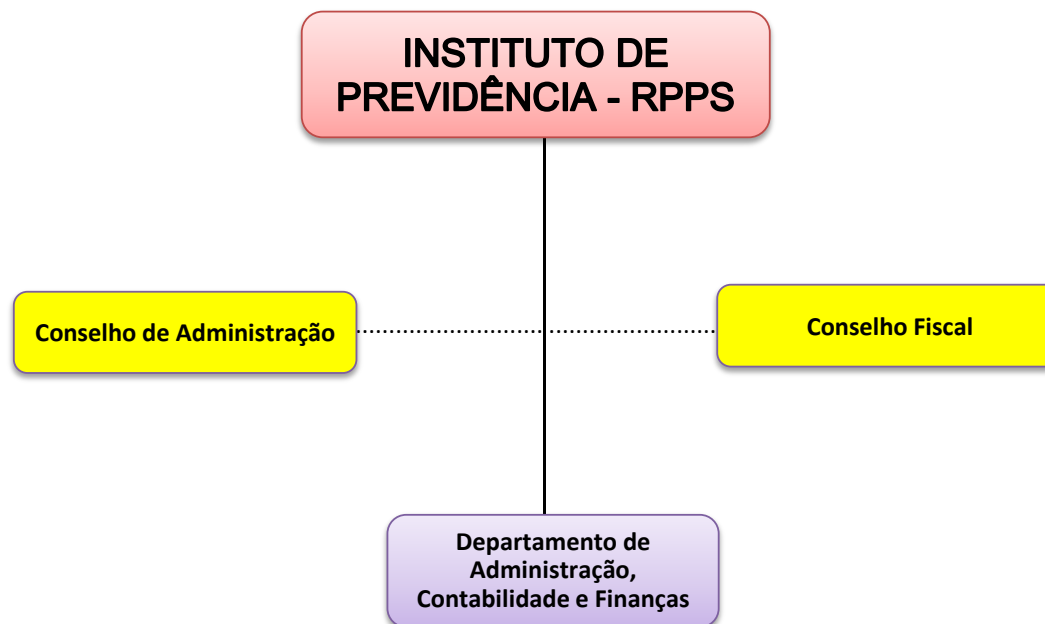 INSTITUTO DE
PREVIDÊNCIA - RPPS
Conselho de Administração
Conselho Fiscal
Departamento de
Administração,
Contabilidade e Finanças